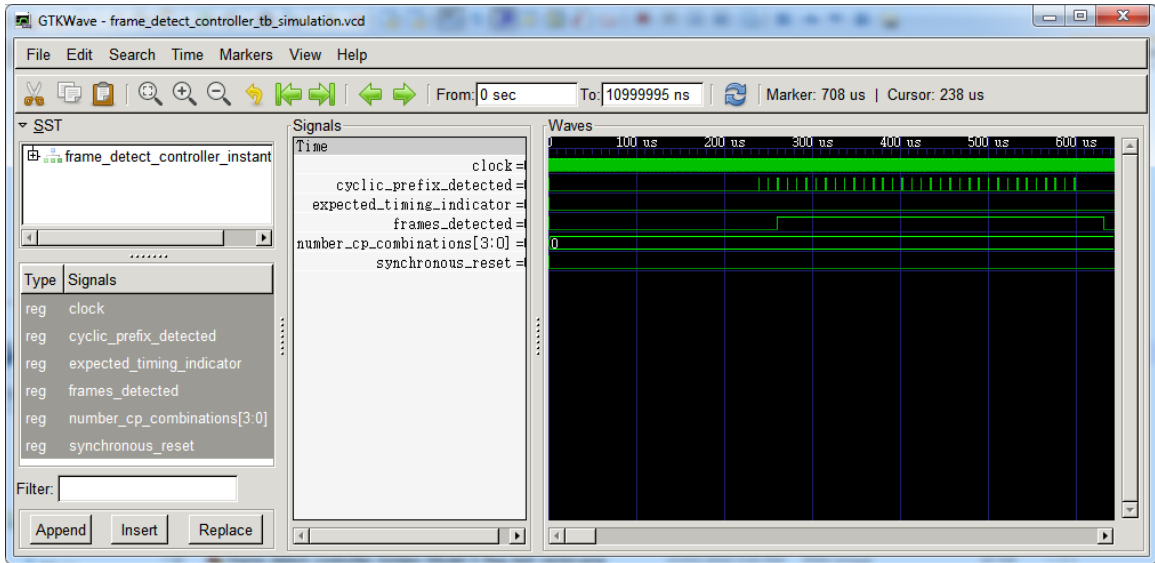 GTKWave - frame_detect_controller_tb_simulation.vcd
File Edit Search Time Markers View Help
From: 0 sec To: 10999995 ns Marker: 708 us | Cursor: 238 us
SST
frame_detect_controller_instant
Type Signals
reg clock
reg cyclic_prefix_detected
reg expected_timing_indicator
reg frames_detected
reg number_cp_combinations[3:0]
reg synchronous_reset
Filter:
Append Insert Replace
Signals
Time
clock =
cyclic_prefix_detected =
expected_timing_indicator =
frames_detected =
number_cp_combinations[3:0] =
synchronous_reset =
Waves
100 us 200 us 300 us 400 us 500 us 600 us
0